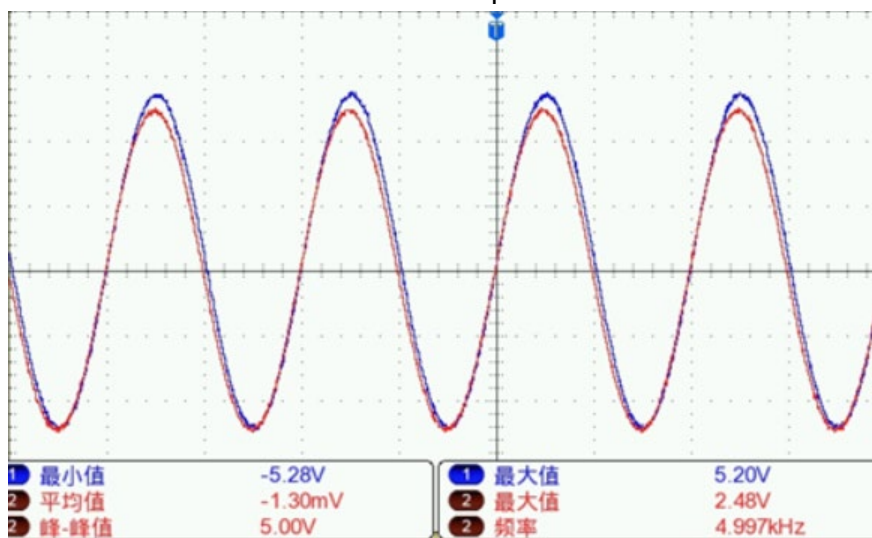 T
1 最小值 -5.28V
2 平均值 -1.30mV
2 峰-峰值 5.00V
1 最大值 5.20V
2 最大值 2.48V
2 频率 4.997kHz